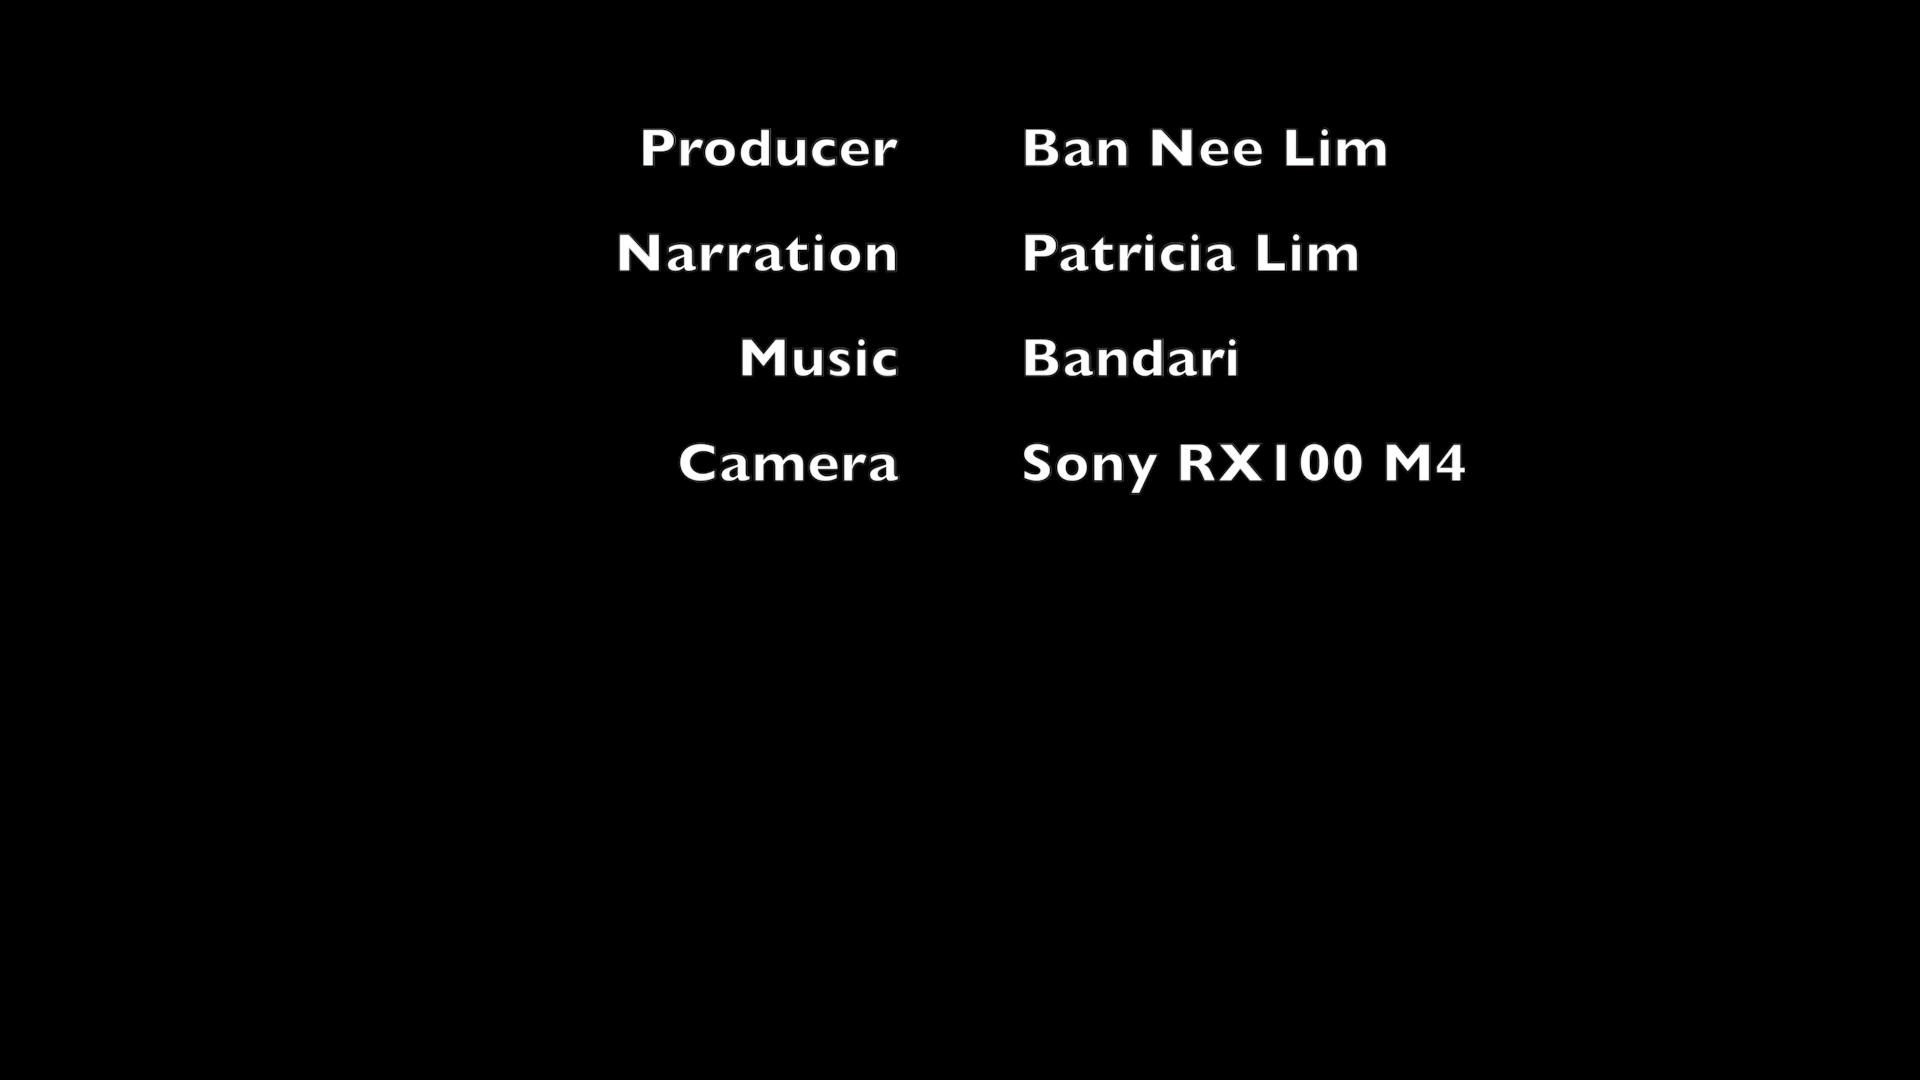 Producer Ban Nee Lim
Narration Patricia Lim
Music Bandari
Camera Sony RX100 M4